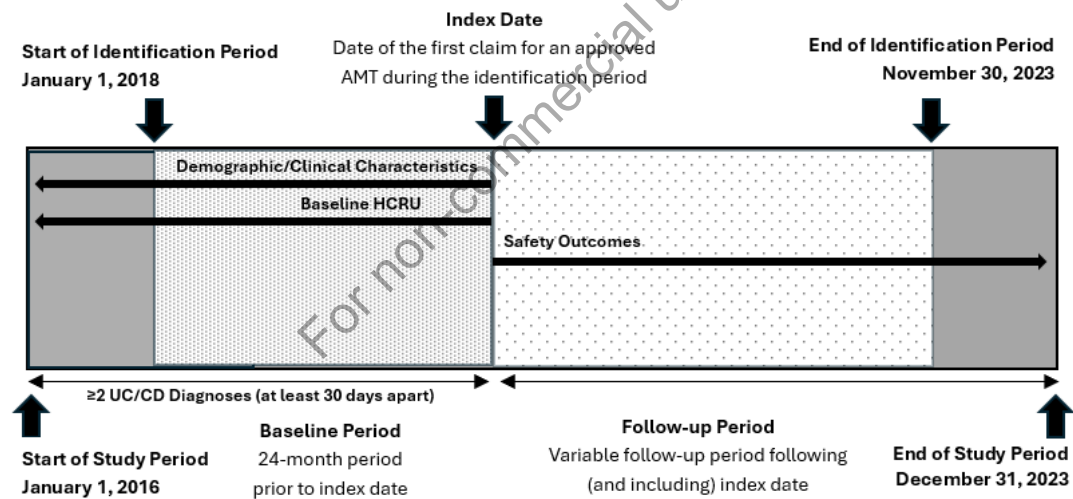 Index Date
Date of the first claim for an approved
AMT during the identification period
Start of Identification Period
January 1, 2018
End of Identification Period
November 30, 2023
Demographic/Clinical Characteristics
Baseline HCRU
Safety Outcomes
≥2 UC/CD Diagnoses (at least 30 days apart)
Start of Study Period
January 1, 2016
Baseline Period
24-month period
prior to index date
Follow-up Period
Variable follow-up period following
(and including) index date
End of Study Period
December 31, 2023
For non-commercial